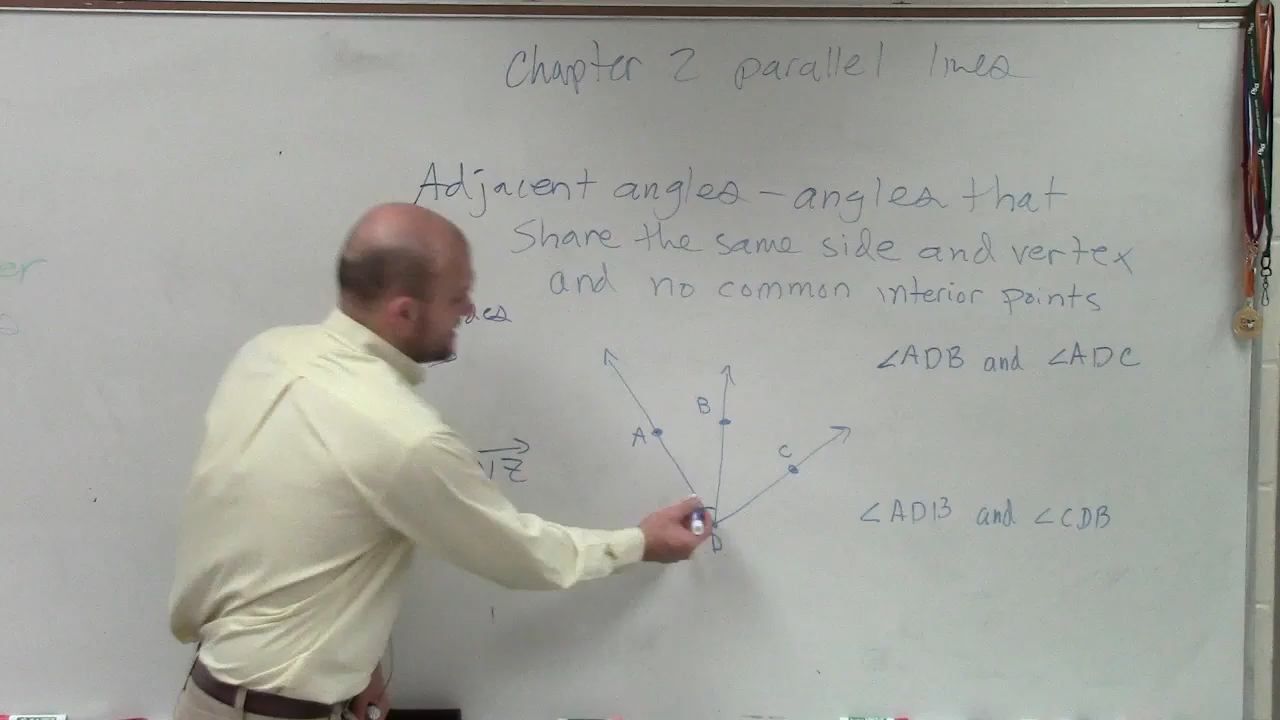 Chapter 2 parallel lines
Adjacent angles - angles that
share the same side and vertex
and no common interior points
∠ADB and ∠ADC
B
A
C
∠ADB and ∠CDB
D